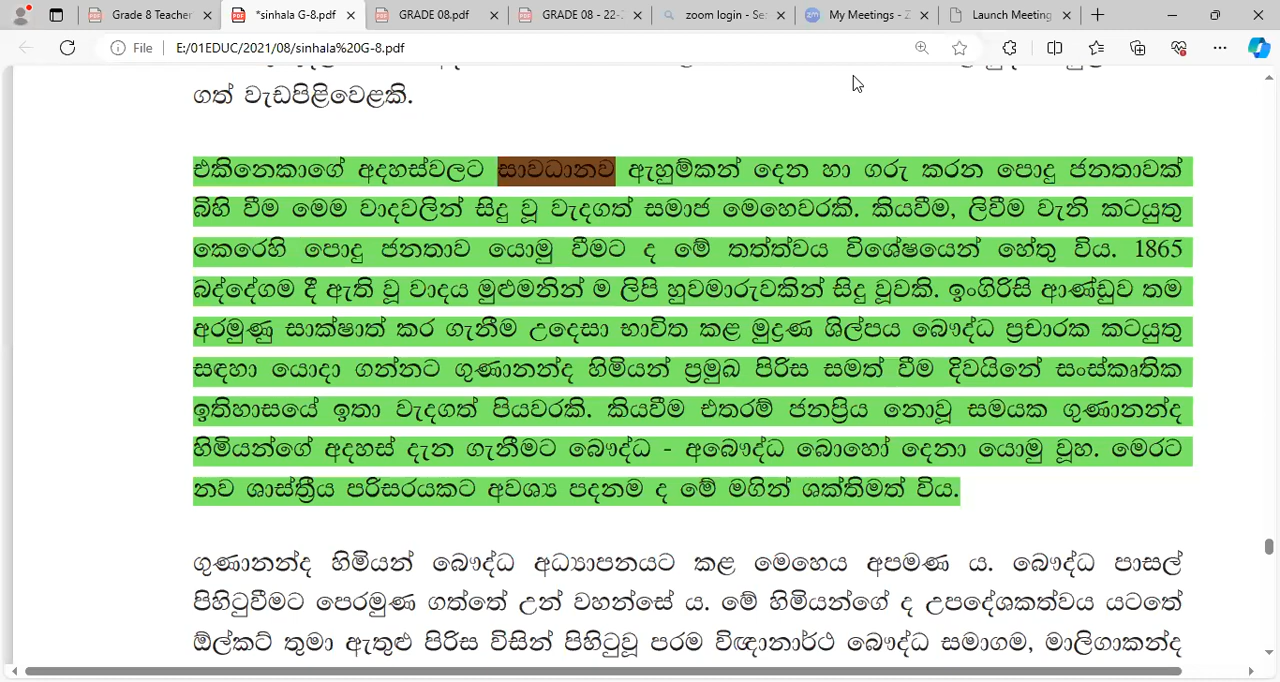 Grade 8 Teacher
*sinhala G-8.pdf
GRADE 08.pdf
GRADE 08 - 22-
zoom login - Se
My Meetings - Z
Launch Meeting
File
E:/01EDUC/2021/08/sinhala%20G-8.pdf
ගත් වැඩපිළිවෙළකි.
එකිනෙකාගේ අදහස්වලට සාවධානව ඇහුම්කන් දෙන හා ගරු කරන පොදු ජනතාවක්
බිහි වීම මෙම වාදවලින් සිදු වූ වැදගත් සමාජ මෙහෙවරකි. කියවීම, ලිවීම වැනි කටයුතු
කෙරෙහි පොදු ජනතාව යොමු වීමට ද මේ තත්ත්වය විශේෂයෙන් හේතු විය. 1865
බද්දේගම දී ඇති වූ වාදය මුළුමනින් ම ලිපි හුවමාරුවකින් සිදු වූවකි. ඉංගිරිසි ආණ්ඩුව තම
අරමුණු සාක්ෂාත් කර ගැනීම උදෙසා භාවිත කළ මුද්‍රණ ශිල්පය බෞද්ධ ප්‍රචාරක කටයුතු
සඳහා යොදා ගන්නට ගුණානන්ද හිමියන් ප්‍රමුඛ පිරිස සමත් වීම දිවයිනේ සංස්කෘතික
ඉතිහාසයේ ඉතා වැදගත් පියවරකි. කියවීම එතරම් ජනප්‍රිය නොවූ සමයක ගුණානන්ද
හිමියන්ගේ අදහස් දැන ගැනීමට බෞද්ධ - අබෞද්ධ බොහෝ දෙනා යොමු වූහ. මෙරට
නව ශාස්ත්‍රීය පරිසරයකට අවශ්‍ය පදනම ද මේ මගින් ශක්තිමත් විය.
ගුණානන්ද හිමියන් බෞද්ධ අධ්‍යාපනයට කළ මෙහෙය අපමණ ය. බෞද්ධ පාසල්
පිහිටුවීමට පෙරමුණ ගත්තේ උන් වහන්සේ ය. මේ හිමියන්ගේ ද උපදේශකත්වය යටතේ
ඕල්කට් තුමා ඇතුළු පිරිස විසින් පිහිටුවූ පරම විඥානාර්ථ බෞද්ධ සමාගම, මාලිගාකන්ද